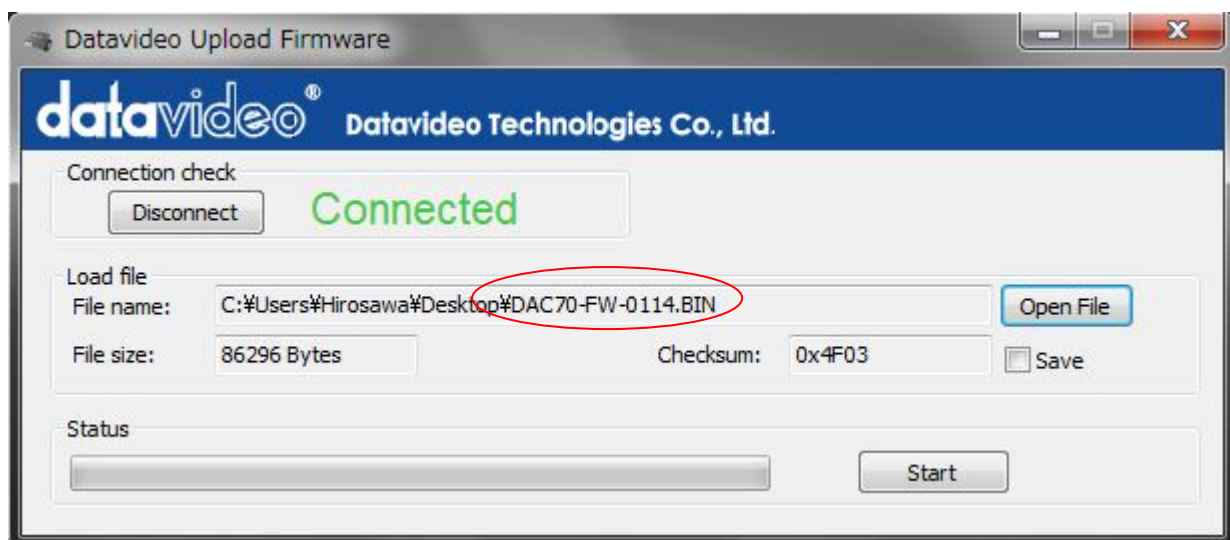 Datavideo Upload Firmware
datavideo® Datavideo Technologies Co., Ltd.
Connection check
Disconnect Connected
Load file
File name: C:¥Users¥Hirosawa¥Desktop¥DAC70-FW-0114.BIN Open File
File size: 86296 Bytes Checksum: 0x4F03 Save
Status
Start